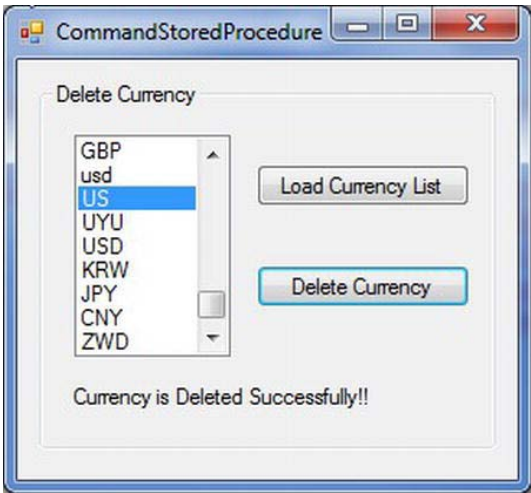 CommandStoredProcedure
Delete Currency
GBP
usd
US
UYU
USD
KRW
JPY
CNY
ZWD
Load Currency List
Delete Currency
Currency is Deleted Successfully!!